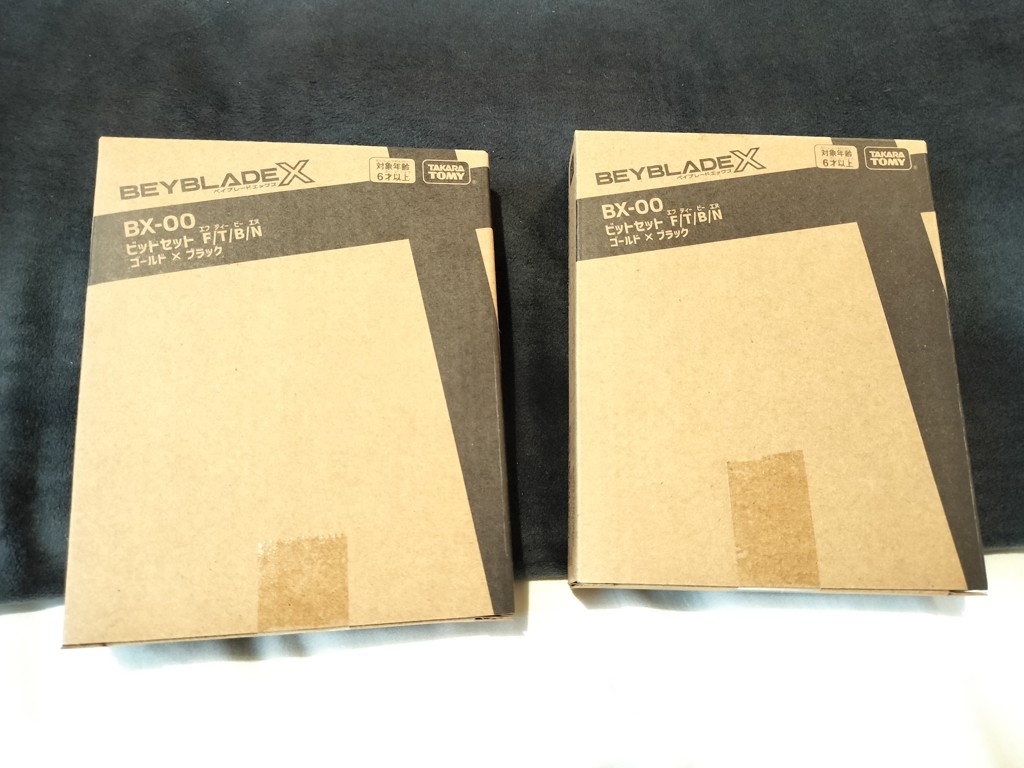 BEYBLADE X
ベイブレードエックス
対象年齢
6才以上
TAKARA
TOMY
BX-00
エフ ティー ビー エヌ
ビットセット F/T/B/N
ゴールド × ブラック
BEYBLADE X
ベイブレードエックス
対象年齢
6才以上
TAKARA
TOMY
BX-00
エフ ティー ビー エヌ
ビットセット F/T/B/N
ゴールド × ブラック